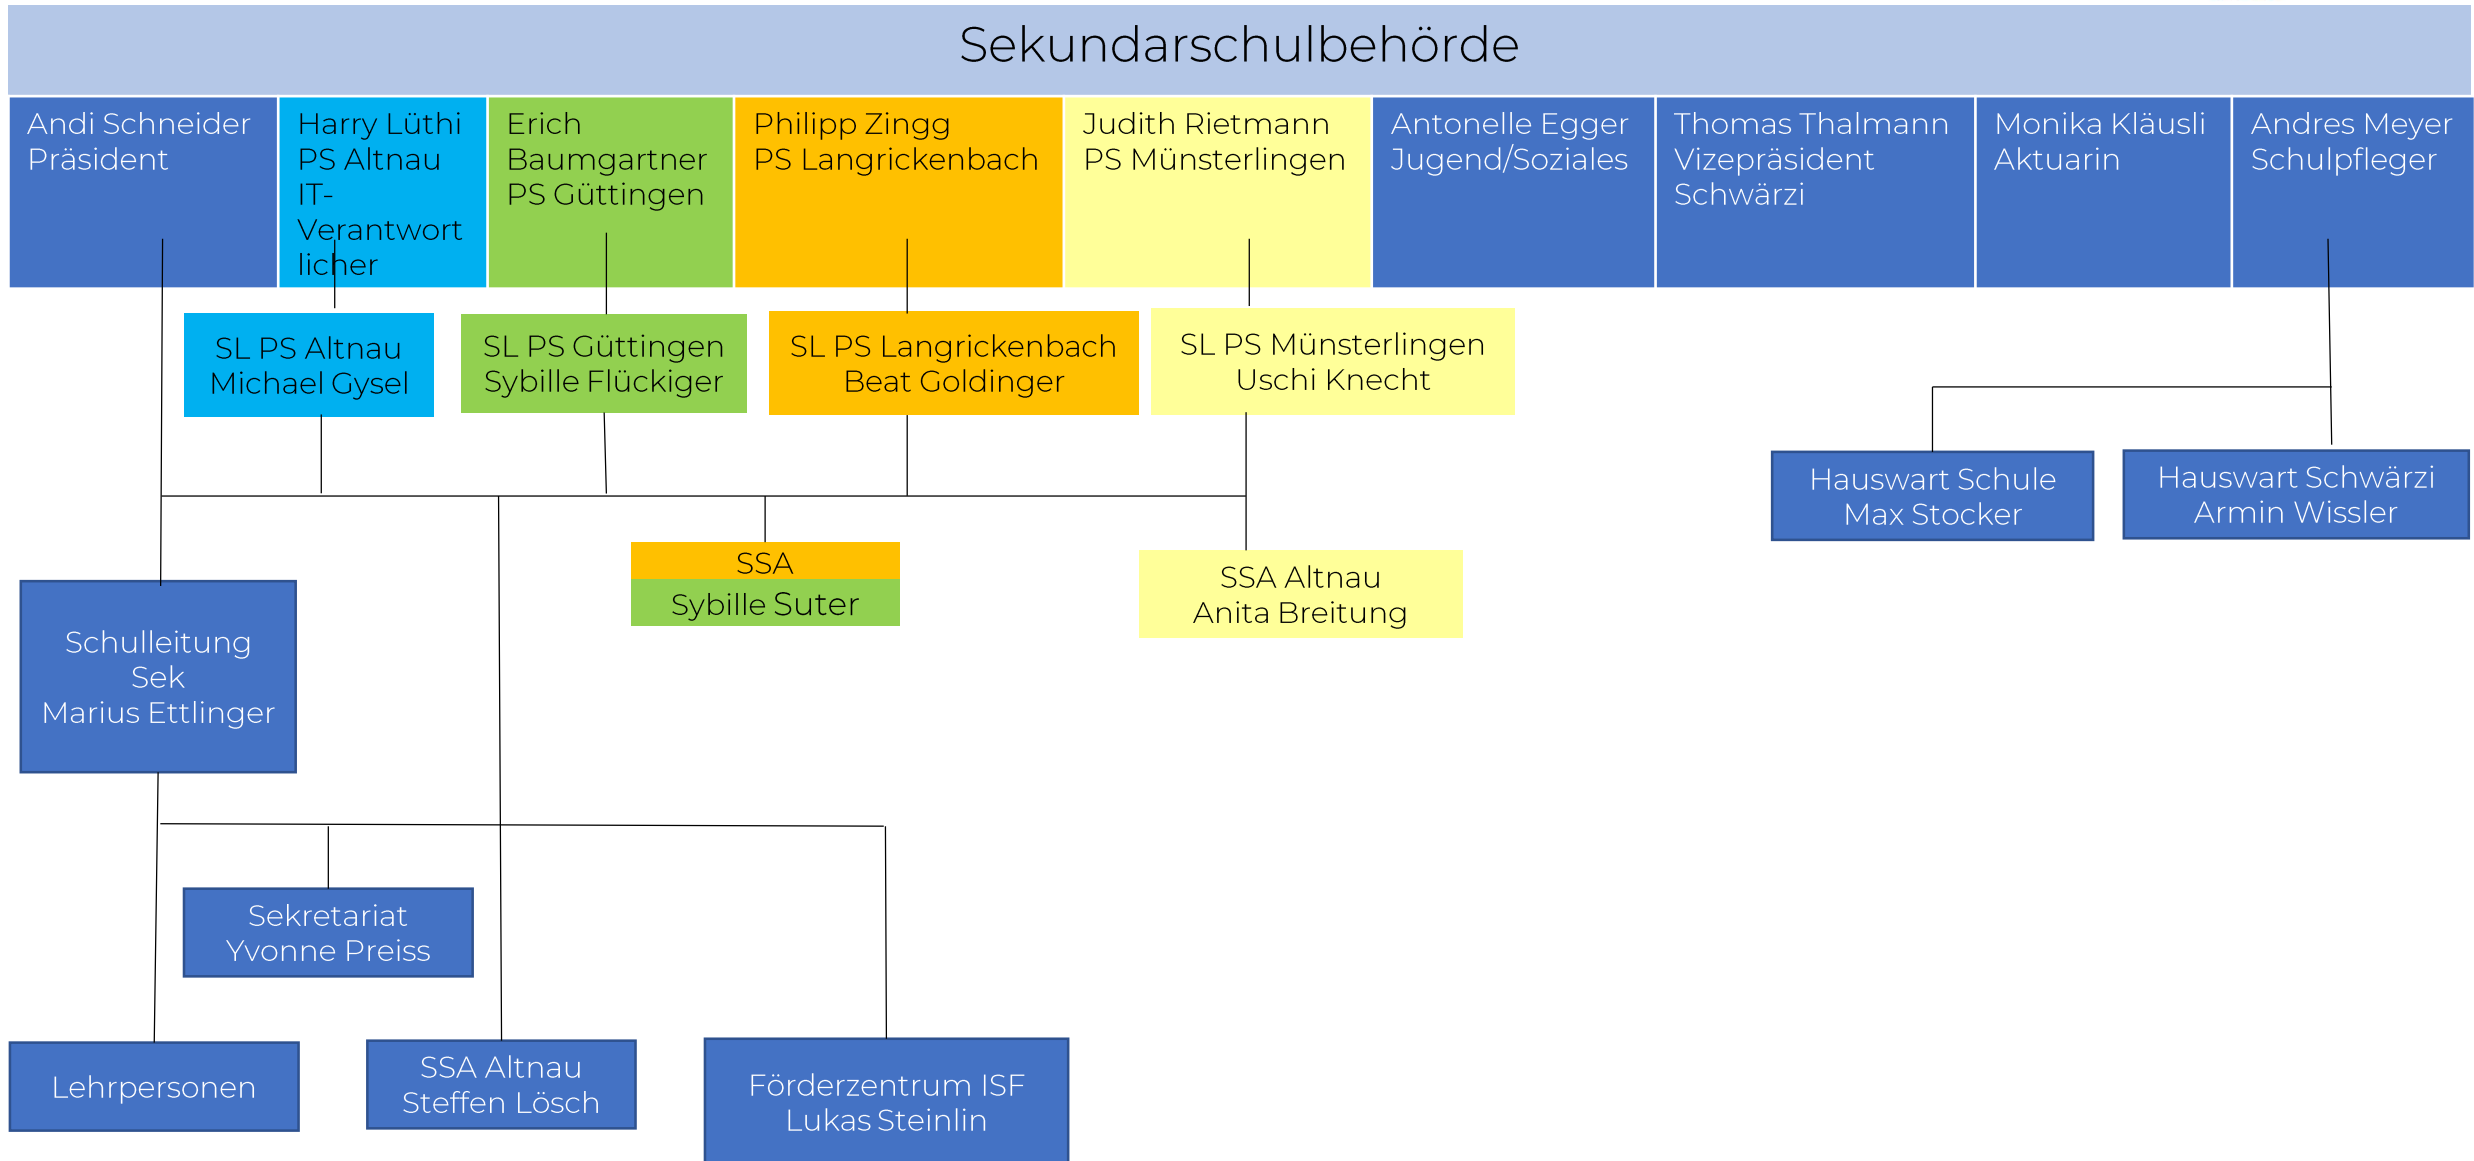 Sekundarschulbehörde
Andi Schneider
Präsident
Harry Lüthi
PS Altnau
IT-
Verantwort
licher
Erich
Baumgartner
PS Güttingen
Philipp Zingg
PS Langrickenbach
Judith Rietmann
PS Münsterlingen
Antonelle Egger
Jugend/Soziales
Thomas Thalmann
Vizepräsident
Schwärzi
Monika Kläusli
Aktuarin
Andres Meyer
Schulpfleger
SL PS Altnau
Michael Gysel
SL PS Güttingen
Sybille Flückiger
SL PS Langrickenbach
Beat Goldinger
SL PS Münsterlingen
Uschi Knecht
Hauswart Schule
Max Stocker
Hauswart Schwärzi
Armin Wissler
SSA
Sybille Suter
SSA Altnau
Anita Breitung
Schulleitung
Sek
Marius Ettlinger
Sekretariat
Yvonne Preiss
Lehrpersonen
SSA Altnau
Steffen Lösch
Förderzentrum ISF
Lukas Steinlin